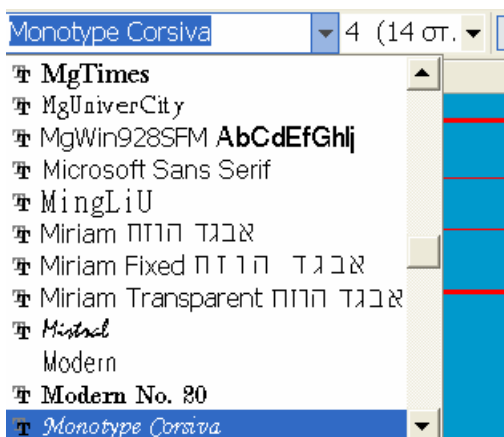 Monotype Corsiva 4 (14 στ.
MgTimes
MgUniverCity
MgWin928SFM AbCdEfGhIj
Microsoft Sans Serif
MingLiU
Miriam אבגד הוזח
Miriam Fixed אבגד הוזח
Miriam Transparent אבגד הוזח
Mistral
Modern
Modern No. 20
Monotype Corsiva